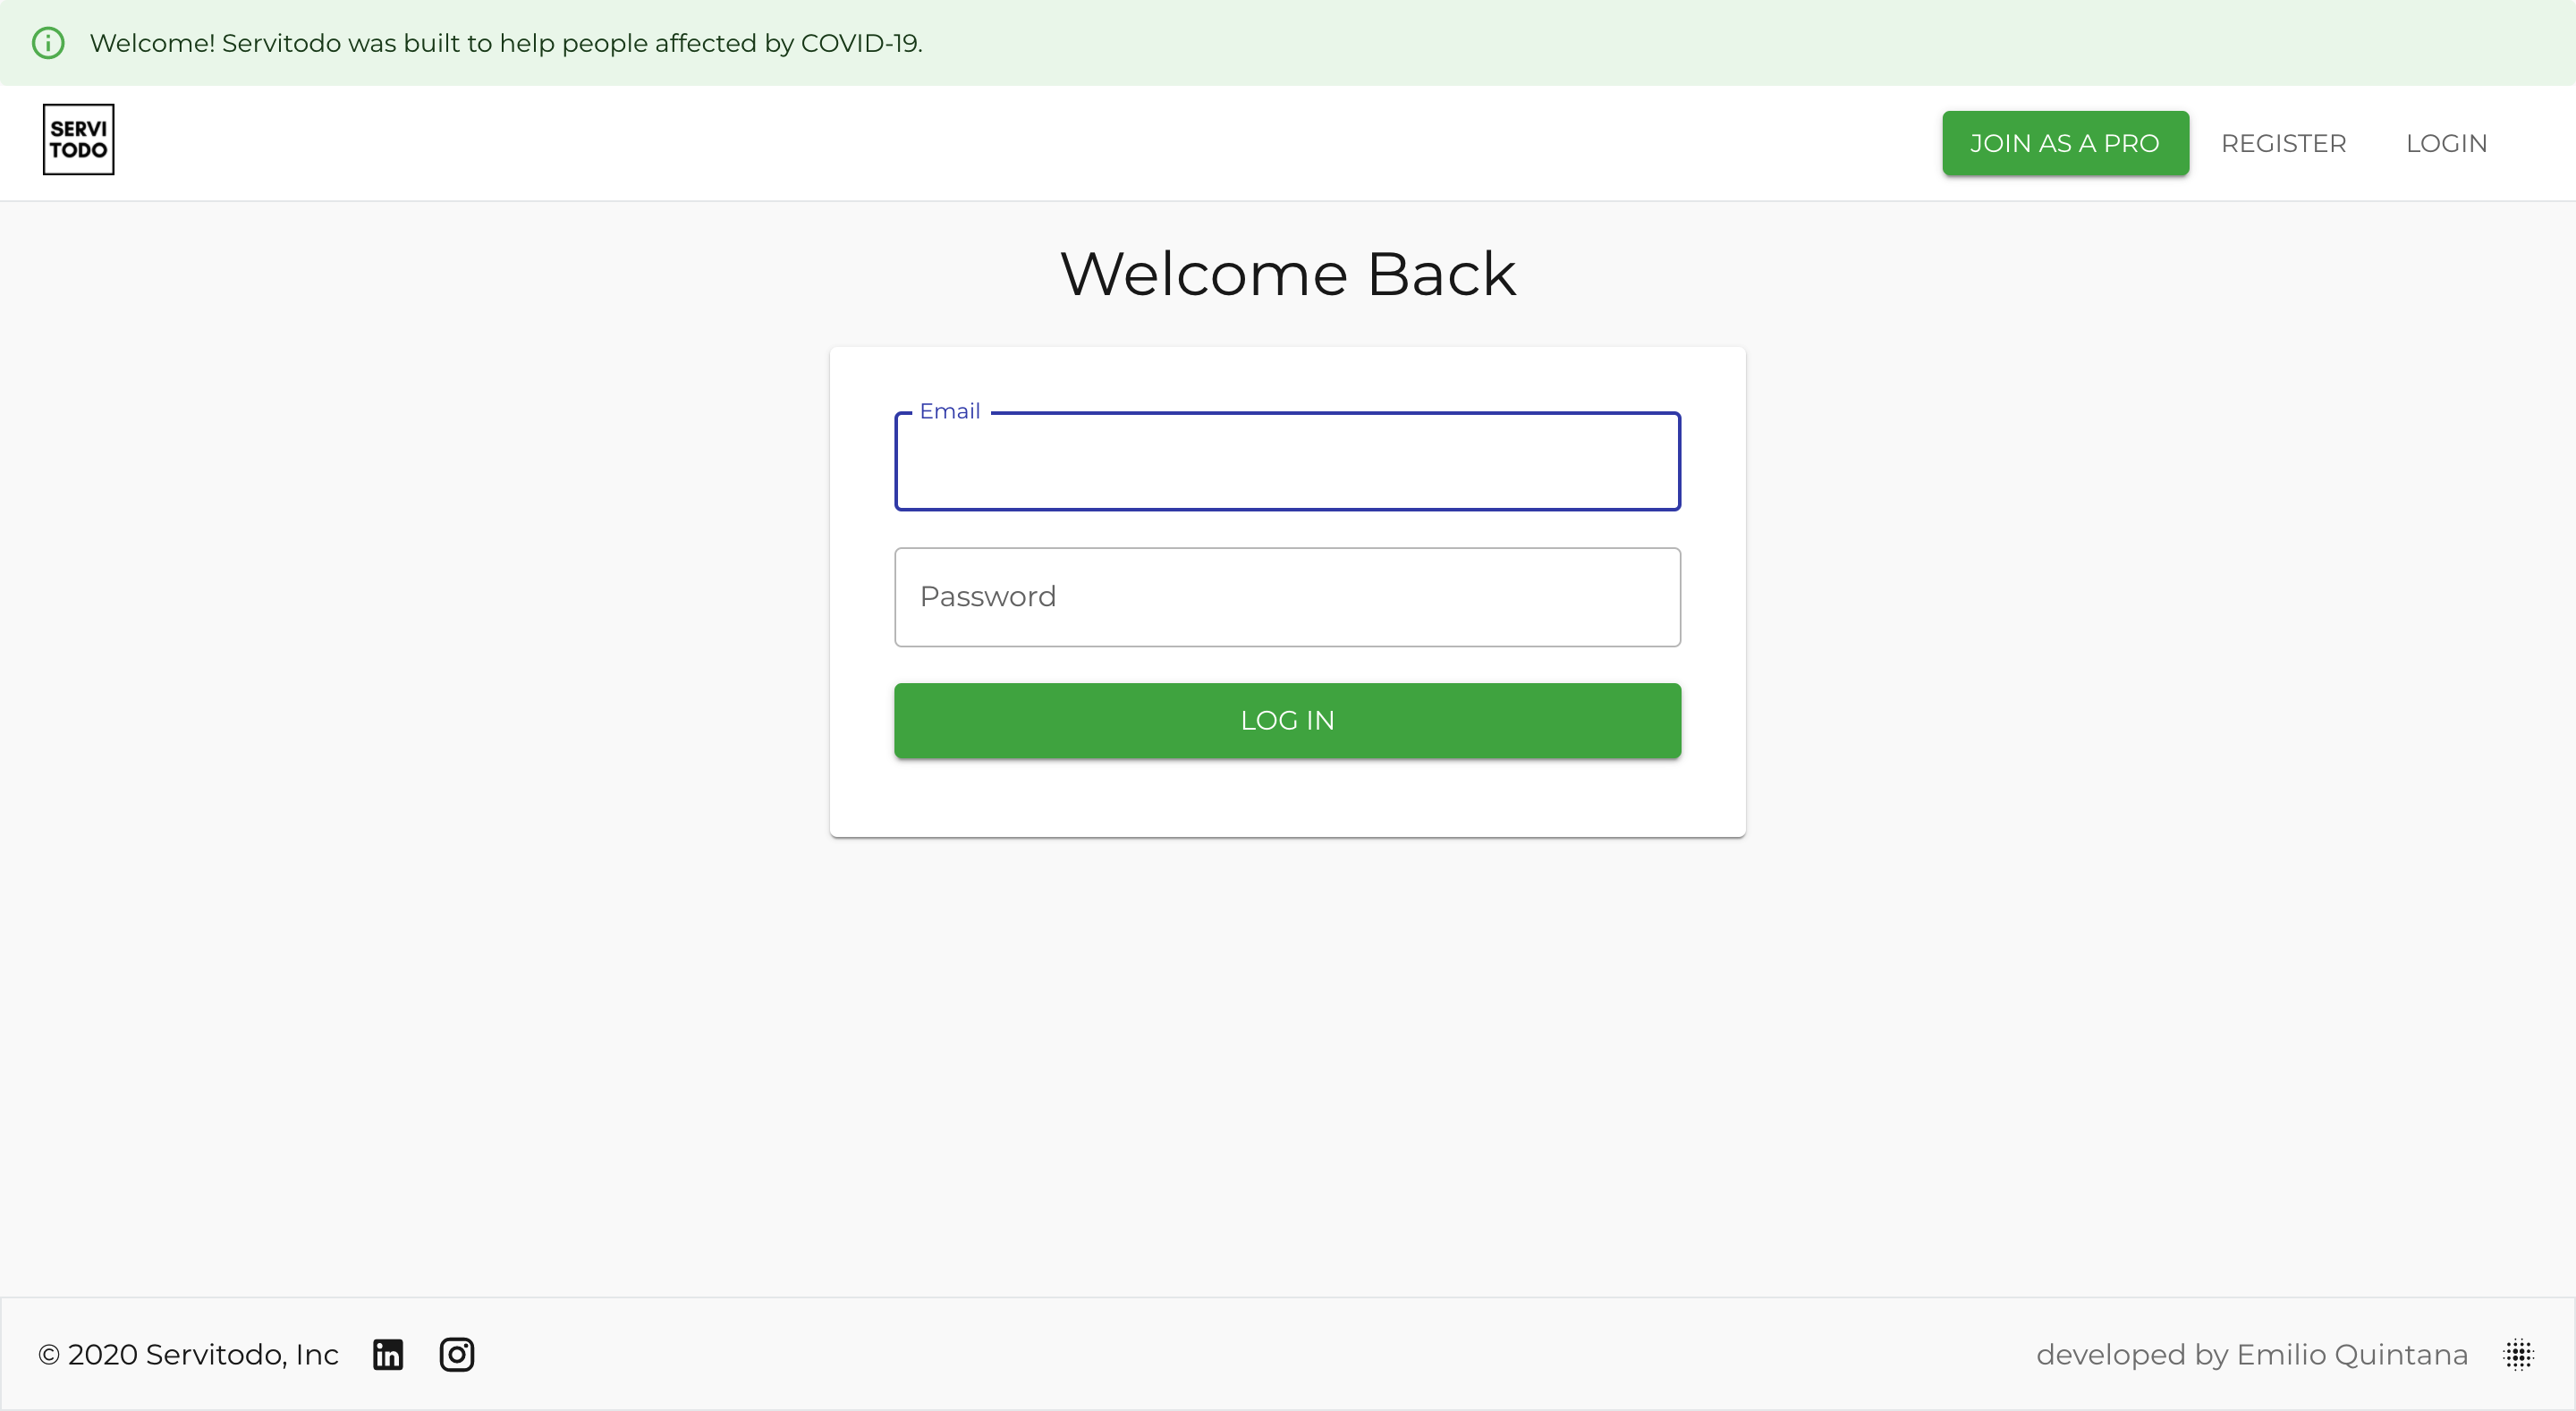 Welcome! Servitodo was built to help people affected by COVID-19.
SERVI
TODO
JOIN AS A PRO
REGISTER
LOGIN
Welcome Back
Email
Password
LOG IN
© 2020 Servitodo, Inc
developed by Emilio Quintana